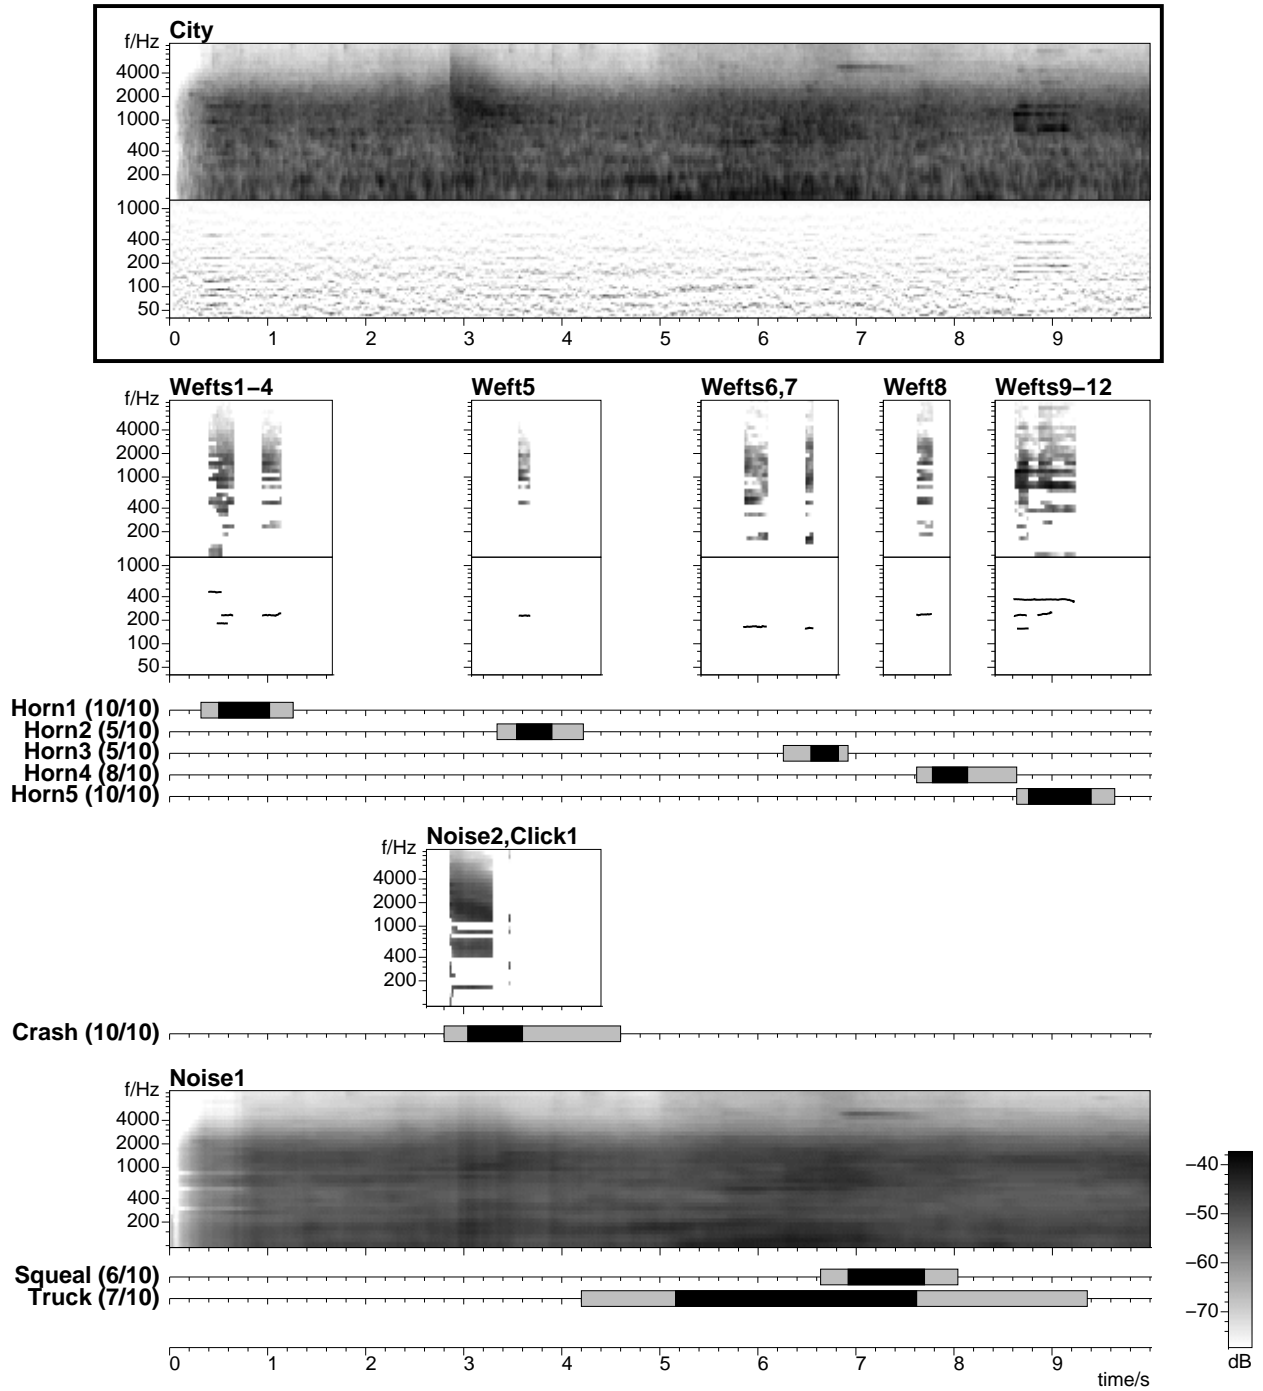 City
f/Hz
4000
2000
1000
400
200
1000
400
200
100
50
0 1 2 3 4 5 6 7 8 9
Wefts1−4 Weft5 Wefts6,7 Weft8 Wefts9−12
f/Hz
4000
2000
1000
400
200
1000
400
200
100
50
Horn1 (10/10)
Horn2 (5/10)
Horn3 (5/10)
Horn4 (8/10)
Horn5 (10/10)
Noise2,Click1
f/Hz
4000
2000
1000
400
200
Crash (10/10)
Noise1
f/Hz
4000
2000
1000
400
200
−40
−50
−60
−70
dB
Squeal (6/10)
Truck (7/10)
0 1 2 3 4 5 6 7 8 9
time/s